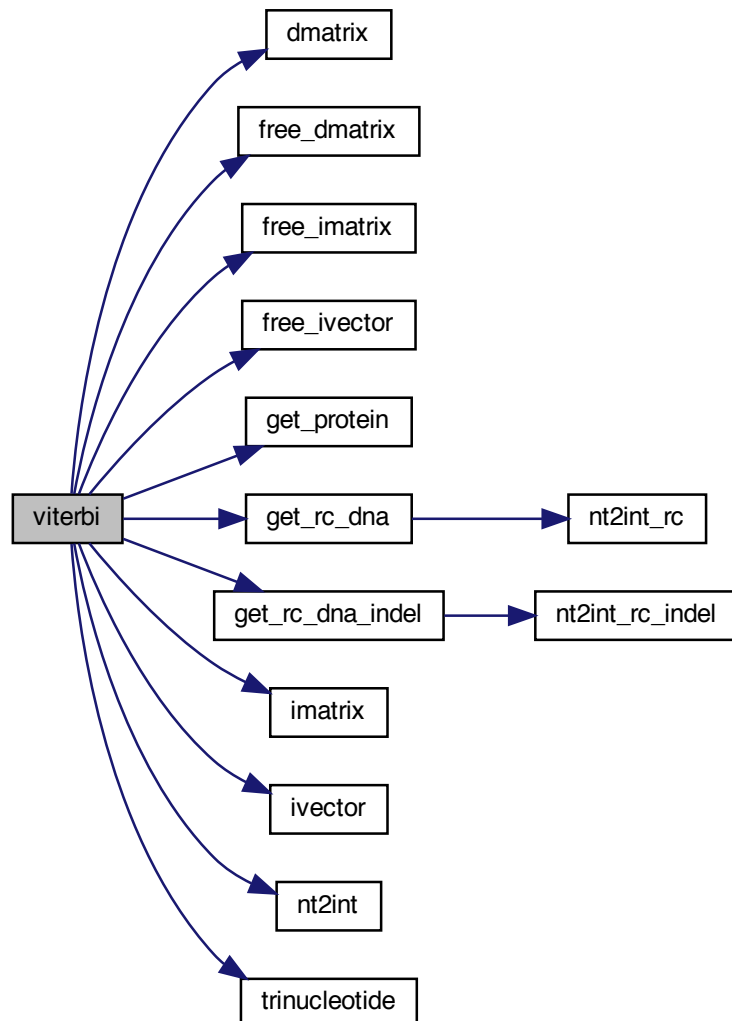 dmatrix
free_dmatrix
free_imatrix
free_ivector
get_protein
viterbi
get_rc_dna
nt2int_rc
get_rc_dna_indel
nt2int_rc_indel
imatrix
ivector
nt2int
trinucleotide